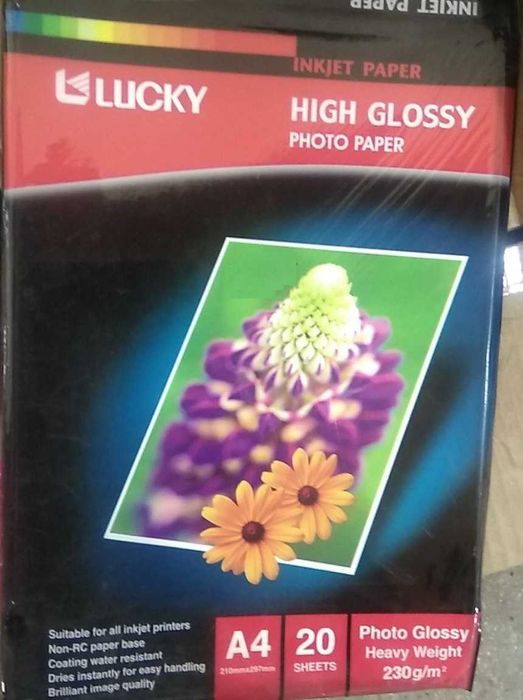 INKJET PAPER
INKJET PAPER
LUCKY
HIGH GLOSSY
PHOTO PAPER
Suitable for all inkjet printers
Non-RC paper base
Coating water resistant
Dries instantly for easy handling
Brilliant image quality
A4
210mmx297mm
20
SHEETS
Photo Glossy
Heavy Weight
230g/m²